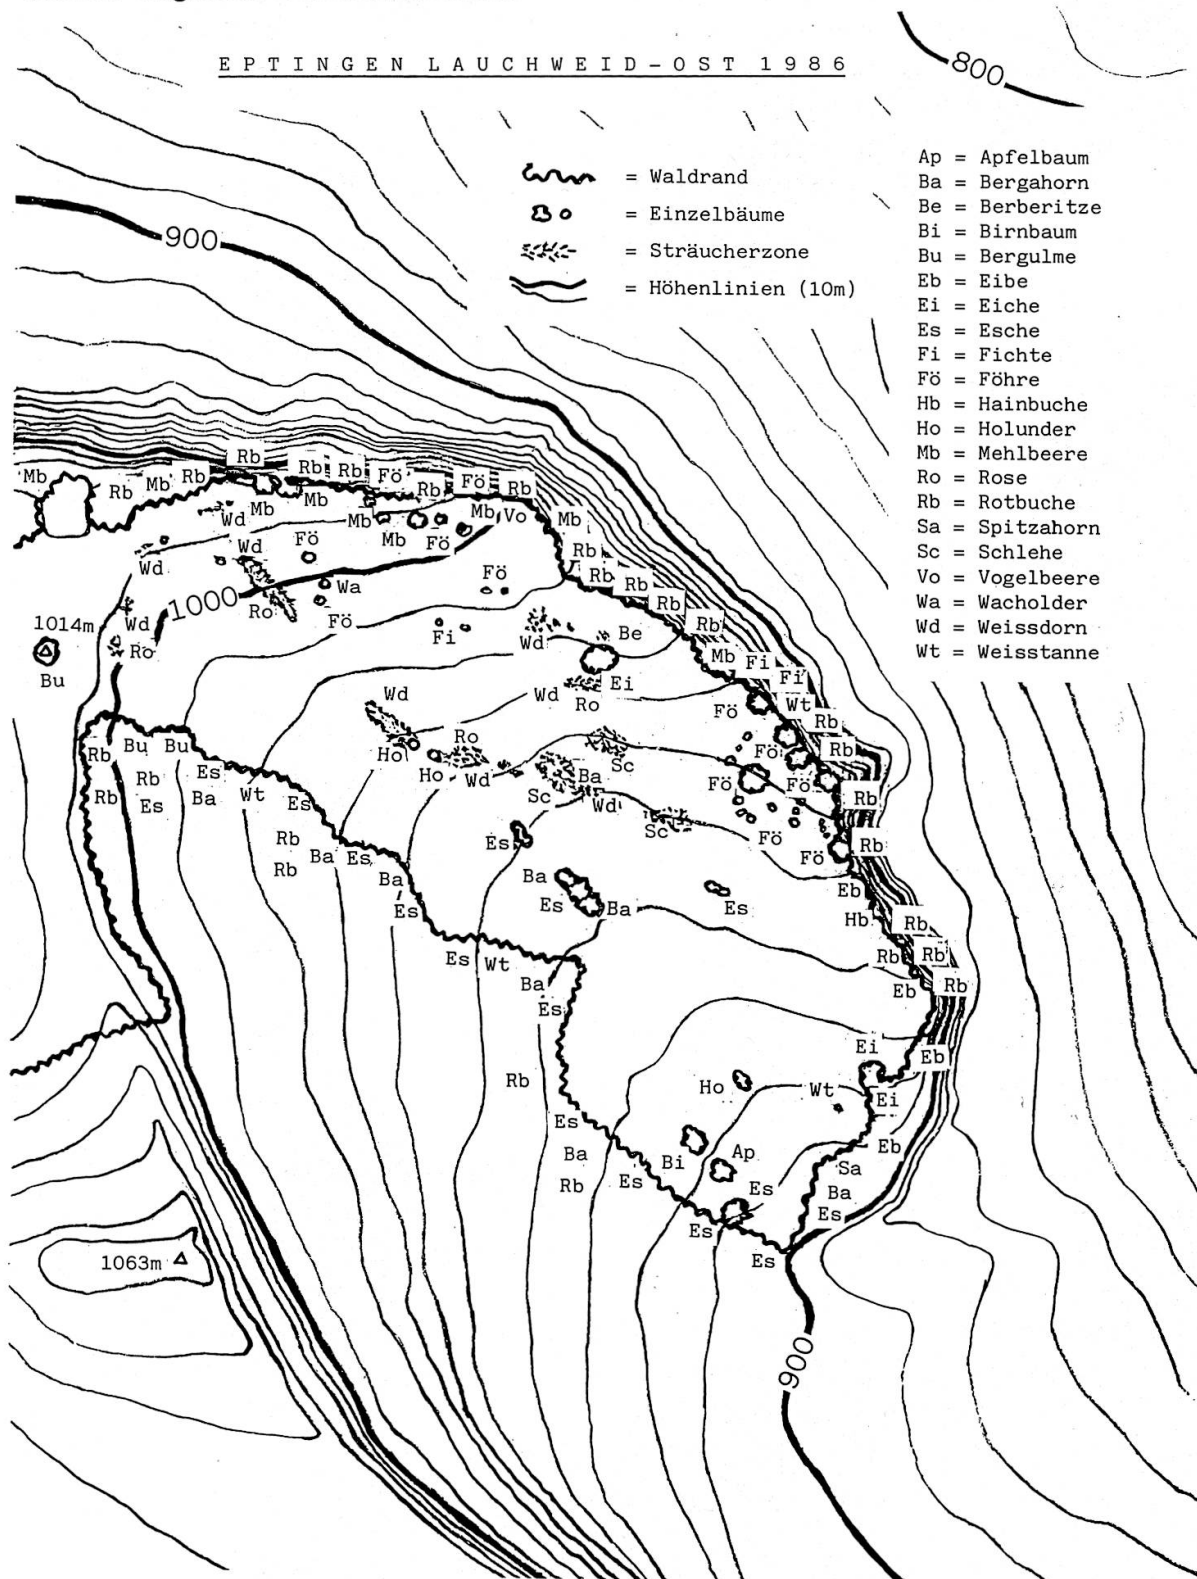 EPTINGEN LAUCHWEID-OST 1986
800
= Waldrand
= Einzelbäume
= Sträucherzone
= Höhenlinien (10m)
Ap = Apfelbaum
Ba = Bergahorn
Be = Berberitze
Bi = Birnbaum
Bu = Bergulme
Eb = Eibe
Ei = Eiche
Es = Esche
Fi = Fichte
Fö = Föhre
Hb = Hainbuche
Ho = Holunder
Mb = Mehlbeere
Ro = Rose
Rb = Rotbuche
Sa = Spitzahorn
Sc = Schlehe
Vo = Vogelbeere
Wa = Wacholder
Wd = Weissdorn
Wt = Weisstanne
900
Rb
Mb Rb Mb Rb Rb Rb Fö Rb Fö Rb
Wd Mb Mb Mb Mb Fö Mb Vo Mb
Wd Wd Fö Rb
Wa Fö Rb Rb
1000 Ro Fö Rb
1014m Wd Fi Wd Be Rb
Ro Mb Fi
Bu Ei Fi
Wd Wd Ro Fö Wt
Rb Bu Bu Ho Ro Sc Fö Rb Rb
Rb Rb Es Ho Wd Ba Fö Fö
Rb Es Ba Wt Es Sc Wd Rb
Rb Ba Es Es Sc Fö Fö Rb
Rb Ba Ba Eb
Es Es Ba Es Hb Rb
Es Wt Rb Rb
Ba Eb Rb
Es
Ei Eb
Rb Ho Wt Ei
Es
Ba Bi Ap Eb
Rb Es Es Sa
Ba
Es Es
1063m Es
900